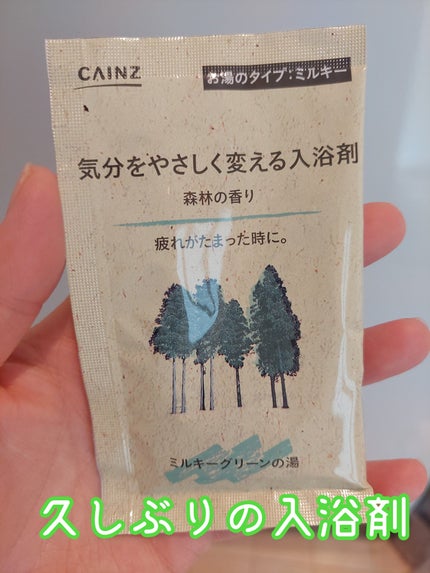 CAINZ
お湯のタイプ：ミルキー
気分をやさしく変える入浴剤
森林の香り
疲れがたまった時に。
ミルキーグリーンの湯
久しぶりの入浴剤